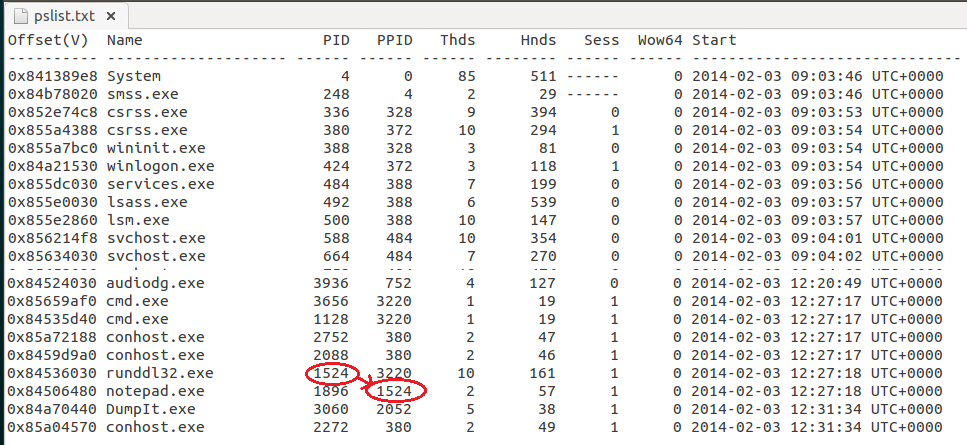 pslist.txt ×
Offset(V) Name PID PPID Thds Hnds Sess Wow64 Start
---------- -------------------- ------ ------ ------ -------- ------ ------ ------------------------------
0x841389e8 System 4 0 85 511 ------ 0 2014-02-03 09:03:46 UTC+0000
0x84b78020 smss.exe 248 4 2 29 ------ 0 2014-02-03 09:03:46 UTC+0000
0x852e74c8 csrss.exe 336 328 9 394 0 0 2014-02-03 09:03:53 UTC+0000
0x855a4388 csrss.exe 380 372 10 294 1 0 2014-02-03 09:03:54 UTC+0000
0x855a7bc0 wininit.exe 388 328 3 81 0 0 2014-02-03 09:03:54 UTC+0000
0x84a21530 winlogon.exe 424 372 3 118 1 0 2014-02-03 09:03:54 UTC+0000
0x855dc030 services.exe 484 388 7 199 0 0 2014-02-03 09:03:56 UTC+0000
0x855e0030 lsass.exe 492 388 6 539 0 0 2014-02-03 09:03:57 UTC+0000
0x855e2860 lsm.exe 500 388 10 147 0 0 2014-02-03 09:03:57 UTC+0000
0x856214f8 svchost.exe 588 484 10 354 0 0 2014-02-03 09:04:01 UTC+0000
0x85634030 svchost.exe 664 484 7 270 0 0 2014-02-03 09:04:02 UTC+0000
0x84524030 audiodg.exe 3936 752 4 127 0 0 2014-02-03 12:20:49 UTC+0000
0x85659af0 cmd.exe 3656 3220 1 19 1 0 2014-02-03 12:27:17 UTC+0000
0x84535d40 cmd.exe 1128 3220 1 19 1 0 2014-02-03 12:27:17 UTC+0000
0x85a72188 conhost.exe 2752 380 2 47 1 0 2014-02-03 12:27:17 UTC+0000
0x8459d9a0 conhost.exe 2088 380 2 46 1 0 2014-02-03 12:27:17 UTC+0000
0x84536030 runddl32.exe 1524 3220 10 161 1 0 2014-02-03 12:27:18 UTC+0000
0x84506480 notepad.exe 1896 1524 2 57 1 0 2014-02-03 12:27:18 UTC+0000
0x84a70440 DumpIt.exe 3060 2052 5 38 1 0 2014-02-03 12:31:34 UTC+0000
0x85a04570 conhost.exe 2272 380 2 49 1 0 2014-02-03 12:31:34 UTC+0000